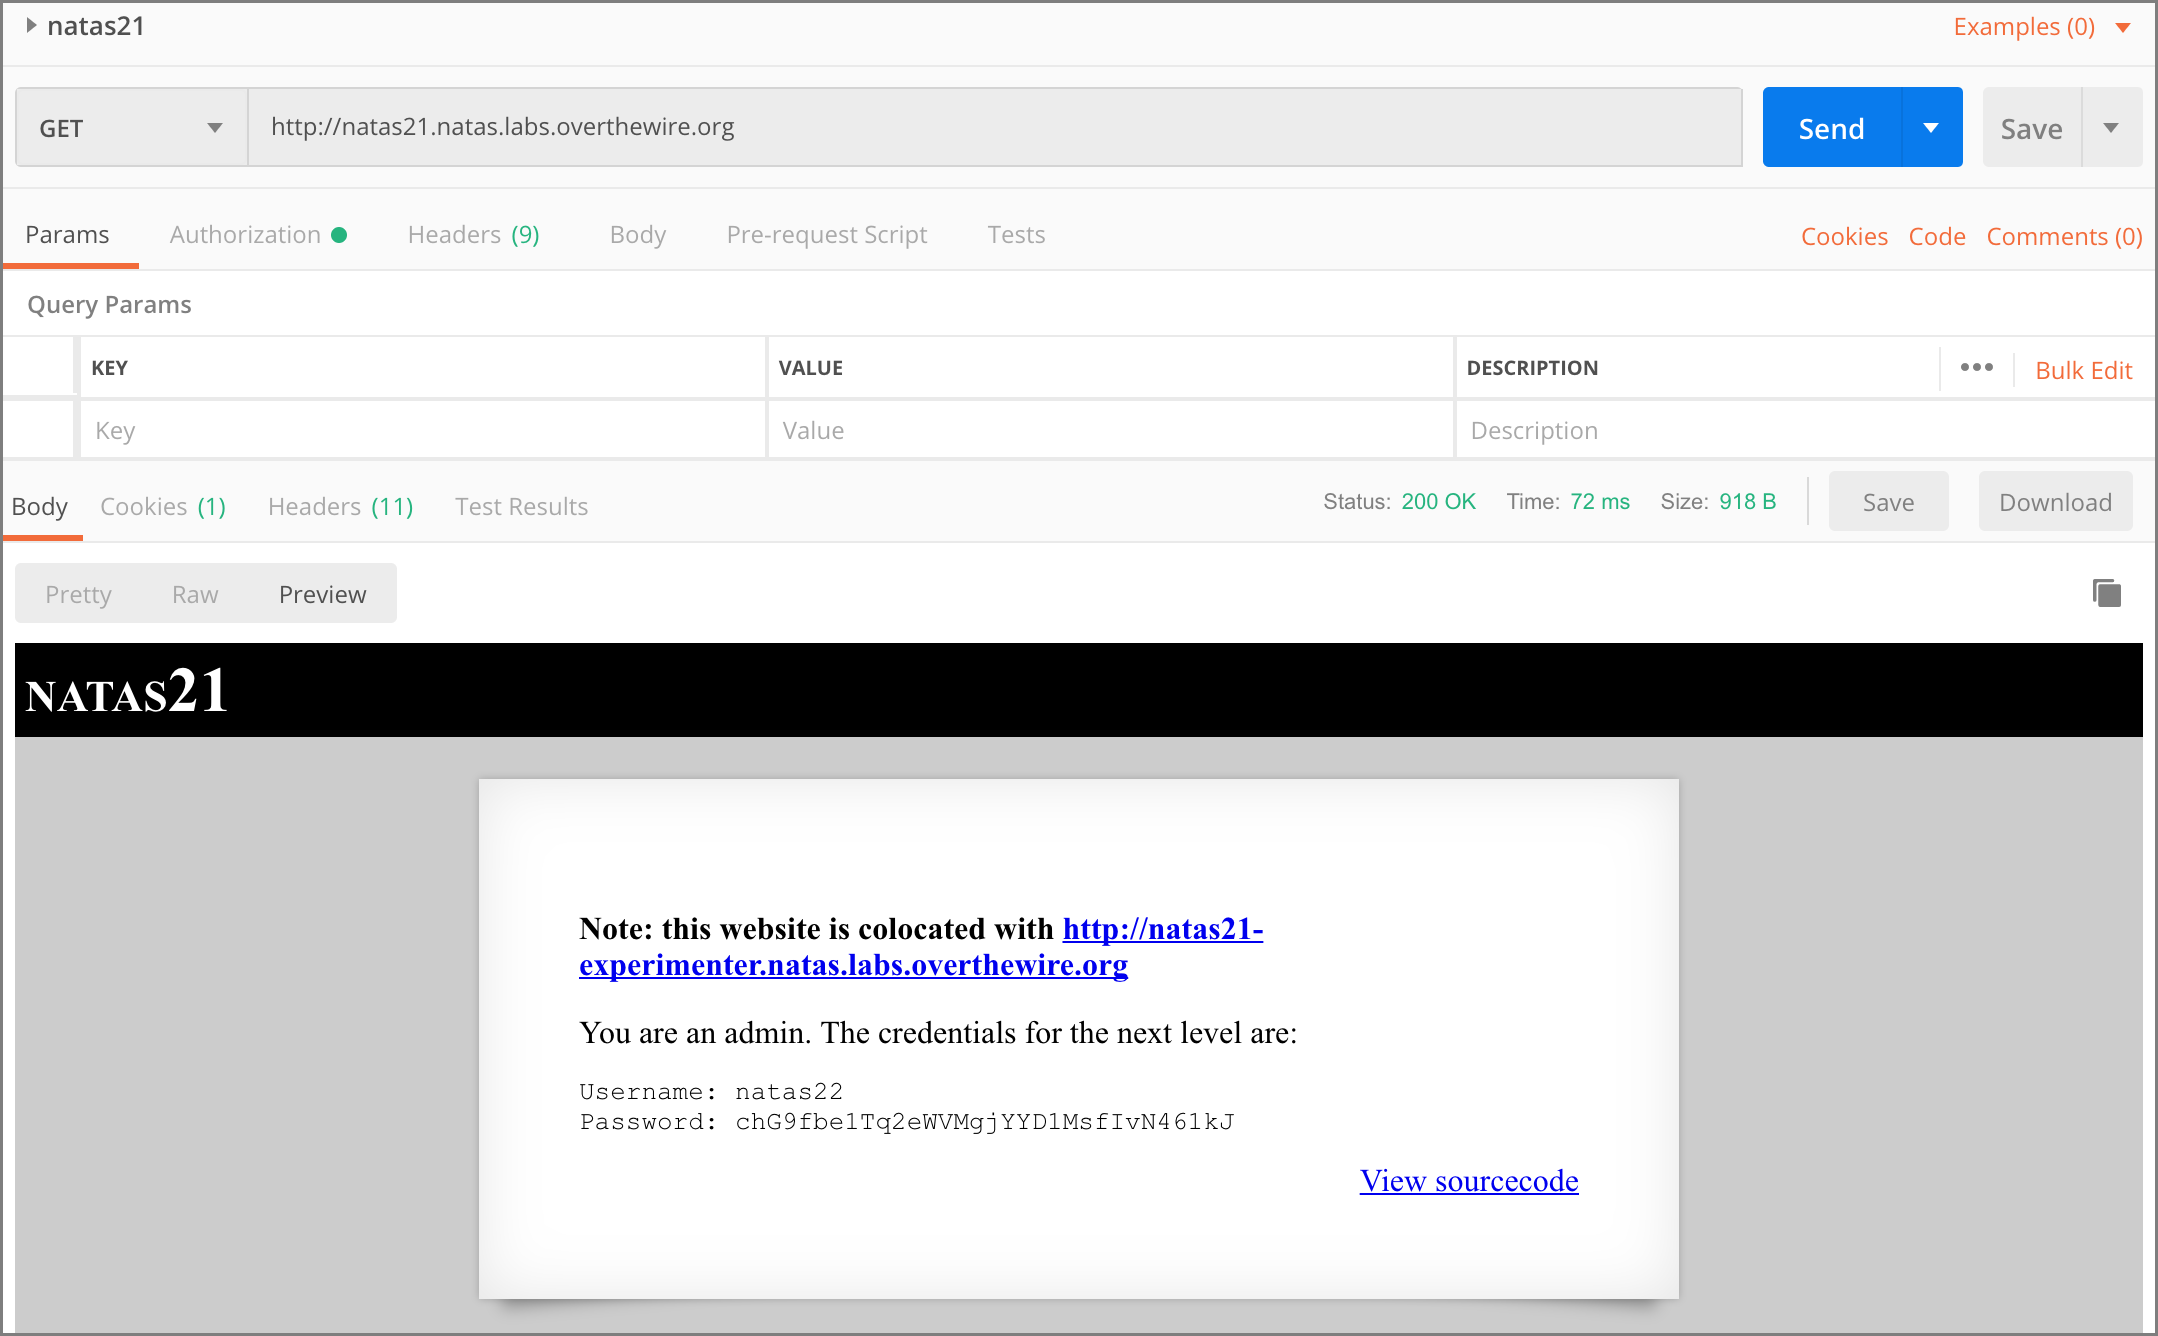 natas21
Examples (0)
GET
http://natas21.natas.labs.overthewire.org
Send
Save
Params
Authorization
Headers (9)
Body
Pre-request Script
Tests
Cookies
Code
Comments (0)
Query Params
KEY
VALUE
DESCRIPTION
Bulk Edit
Key
Value
Description
Body
Cookies (1)
Headers (11)
Test Results
Status: 200 OK
Time: 72 ms
Size: 918 B
Save
Download
Pretty
Raw
Preview
NATAS21
Note: this website is colocated with http://natas21-
experimenter.natas.labs.overthewire.org
You are an admin. The credentials for the next level are:
Username: natas22
Password: chG9fbe1Tq2eWVMgjYYD1MsfIvN461kJ
View sourcecode